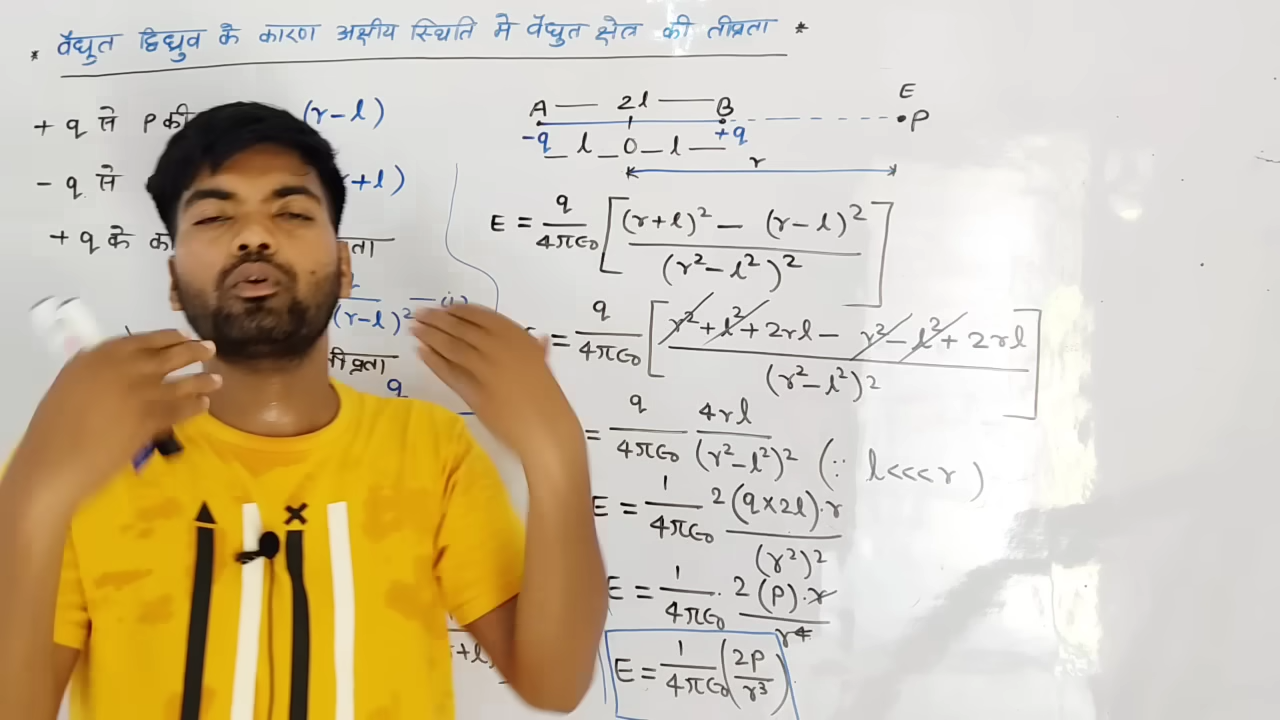 * वैद्युत द्विध्रुव के कारण अक्षीय स्थिति मे वैद्युत क्षेत्र की तीव्रता *
+ q से P की (r-l)
- q से +l)
+ q के ता
(r-l)²
तीव्रता
q
A — 2l — B E
-q +q P
l O l
r
E = q/4πϵ₀ [((r+l)² - (r-l)²)/(r²-l²)²]
= q/4πϵ₀ [(r²+l²+2rl - r²-l²+2rl)/(r²-l²)²]
= q/4πϵ₀ 4rl/(r²-l²)² (∵ l<<<r)
E = 1/4πϵ₀ 2(q×2l).r/(r²)²
E = 1/4πϵ₀ . 2(P).r/r⁴
E = 1/4πϵ₀ (2P/r³)